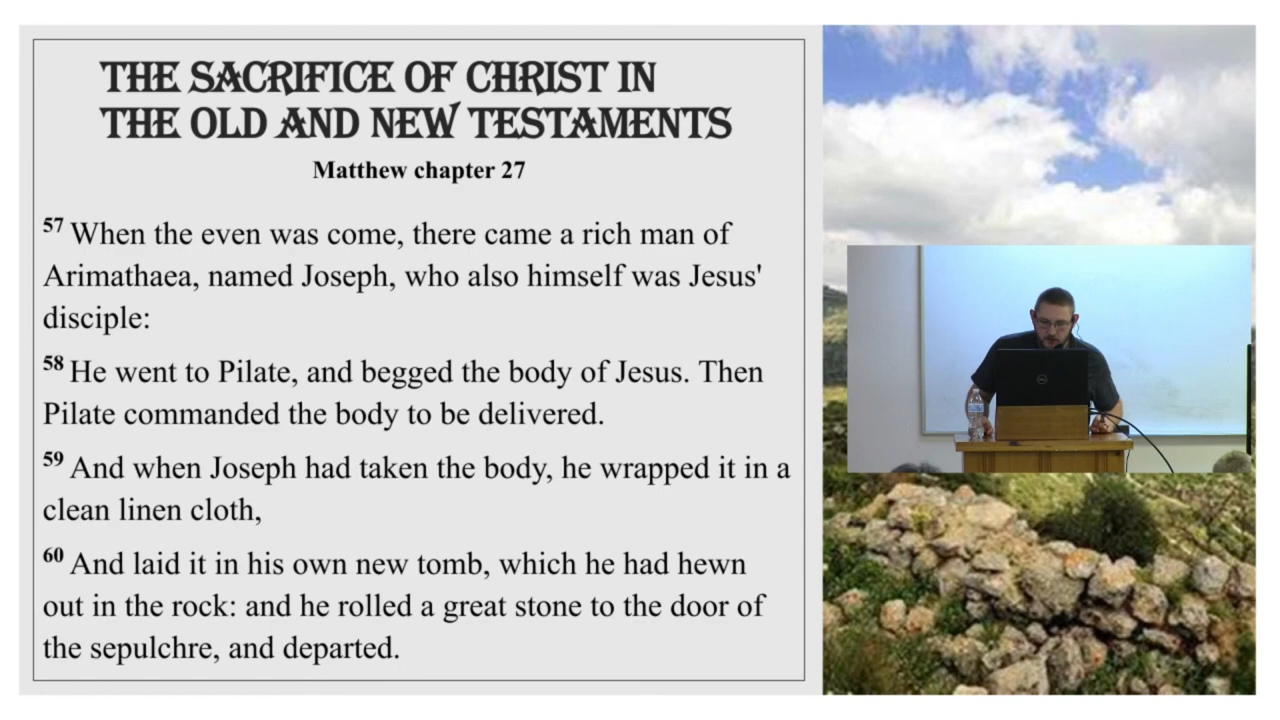 THE SACRIFICE OF CHRIST IN
THE OLD AND NEW TESTAMENTS
Matthew chapter 27
57 When the even was come, there came a rich man of
Arimathaea, named Joseph, who also himself was Jesus'
disciple:
58 He went to Pilate, and begged the body of Jesus. Then
Pilate commanded the body to be delivered.
59 And when Joseph had taken the body, he wrapped it in a
clean linen cloth,
60 And laid it in his own new tomb, which he had hewn
out in the rock: and he rolled a great stone to the door of
the sepulchre, and departed.